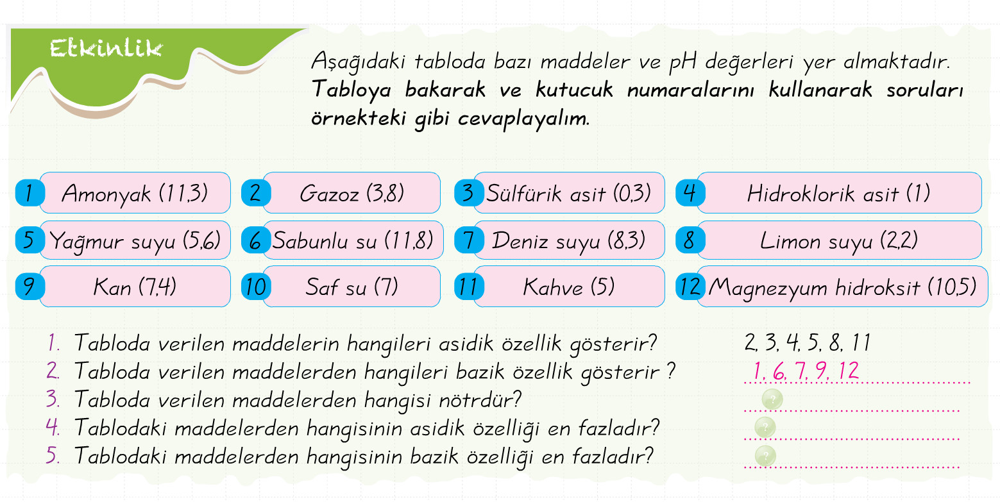 Etkinlik
Aşağıdaki tabloda bazı maddeler ve pH değerleri yer almaktadır.
Tabloya bakarak ve kutucuk numaralarını kullanarak soruları
örnekteki gibi cevaplayalım.
1 Amonyak (11,3) 2 Gazoz (3,8) 3 Sülfürik asit (0,3) 4 Hidroklorik asit (1)
5 Yağmur suyu (5,6) 6 Sabunlu su (11,8) 7 Deniz suyu (8,3) 8 Limon suyu (2,2)
9 Kan (7,4) 10 Saf su (7) 11 Kahve (5) 12 Magnezyum hidroksit (10,5)
1. Tabloda verilen maddelerin hangileri asidik özellik gösterir? 2, 3, 4, 5, 8, 11
2. Tabloda verilen maddelerden hangileri bazik özellik gösterir ? 1, 6, 7, 9, 12
3. Tabloda verilen maddelerden hangisi nötrdür? ?
4. Tablodaki maddelerden hangisinin asidik özelliği en fazladır? ?
5. Tablodaki maddelerden hangisinin bazik özelliği en fazladır? ?